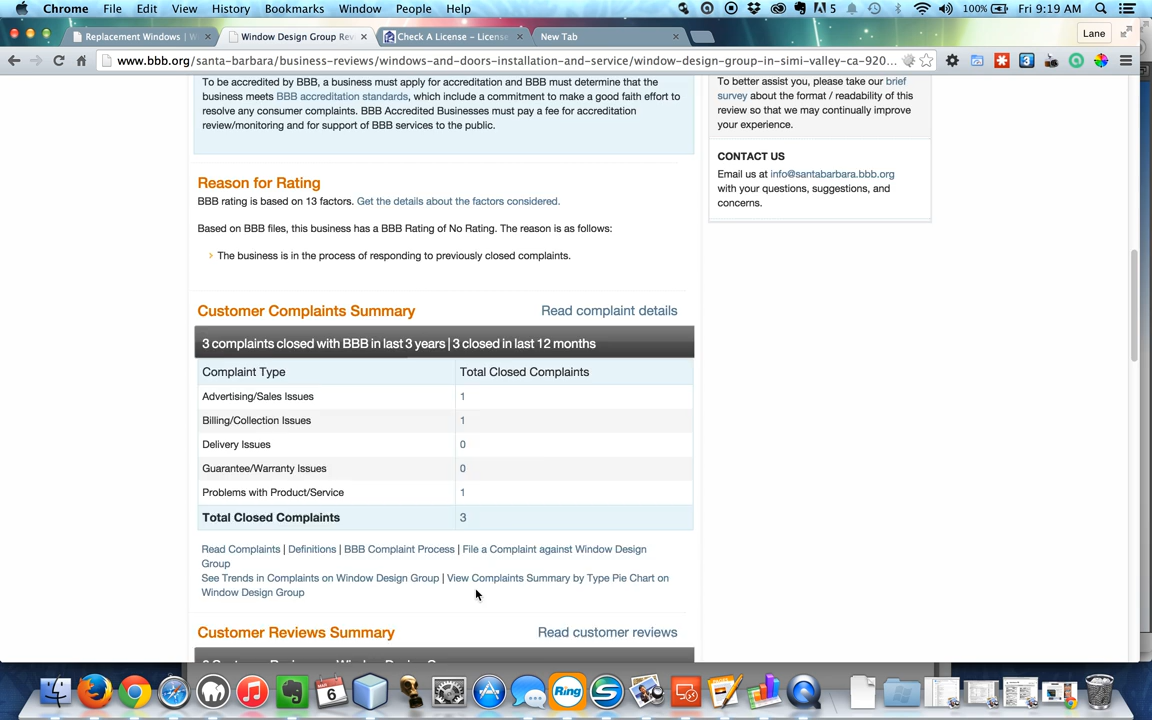 Chrome File Edit View History Bookmarks Window People Help 5 100% Fri 9:19 AM
Replacement Windows | W
Window Design Group Rev
Check A License - License
New Tab
Lane
www.bbb.org/santa-barbara/business-reviews/windows-and-doors-installation-and-service/window-design-group-in-simi-valley-ca-920...
To be accredited by BBB, a business must apply for accreditation and BBB must determine that the
business meets BBB accreditation standards, which include a commitment to make a good faith effort to
resolve any consumer complaints. BBB Accredited Businesses must pay a fee for accreditation
review/monitoring and for support of BBB services to the public.
To better assist you, please take our brief
survey about the format / readability of this
review so that we may continually improve
your experience.
CONTACT US
Email us at info@santabarbara.bbb.org
with your questions, suggestions, and
concerns.
Reason for Rating
BBB rating is based on 13 factors. Get the details about the factors considered.
Based on BBB files, this business has a BBB Rating of No Rating. The reason is as follows:
The business is in the process of responding to previously closed complaints.
Customer Complaints Summary Read complaint details
3 complaints closed with BBB in last 3 years | 3 closed in last 12 months
Complaint Type Total Closed Complaints
Advertising/Sales Issues 1
Billing/Collection Issues 1
Delivery Issues 0
Guarantee/Warranty Issues 0
Problems with Product/Service 1
Total Closed Complaints 3
Read Complaints | Definitions | BBB Complaint Process | File a Complaint against Window Design
Group
See Trends in Complaints on Window Design Group | View Complaints Summary by Type Pie Chart on
Window Design Group
Customer Reviews Summary Read customer reviews
6
Ring